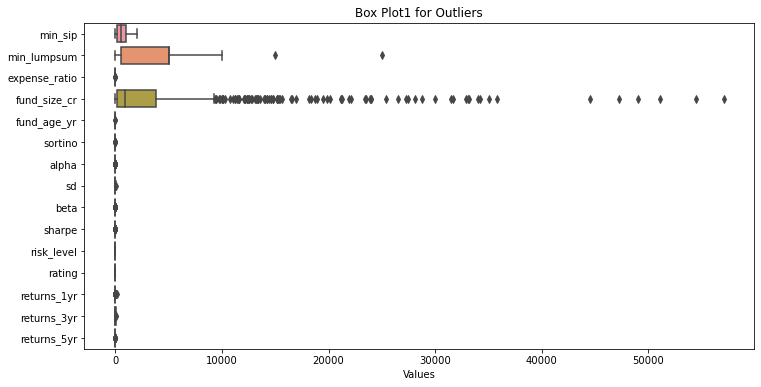 Box Plot1 for Outliers
min_sip
min_lumpsum
expense_ratio
fund_size_cr
fund_age_yr
sortino
alpha
sd
beta
sharpe
risk_level
rating
returns_1yr
returns_3yr
returns_5yr
0 10000 20000 30000 40000 50000
Values